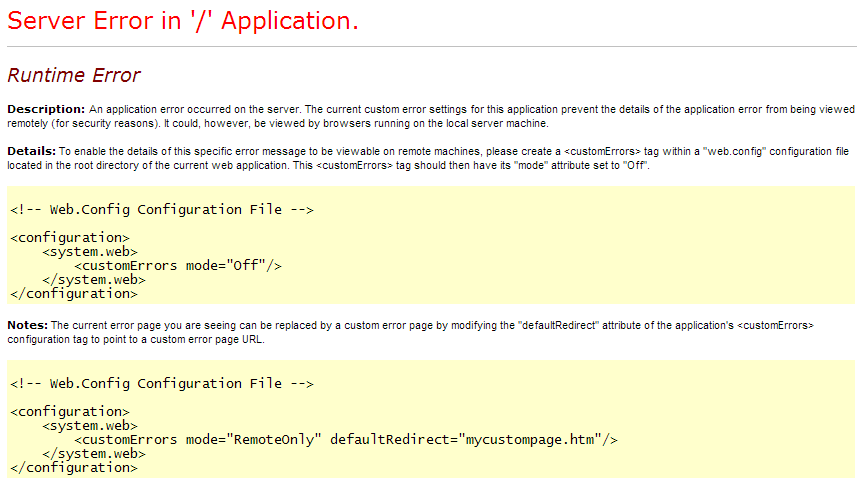 Server Error in '/' Application.
Runtime Error
Description: An application error occurred on the server. The current custom error settings for this application prevent the details of the application error from being viewed
remotely (for security reasons). It could, however, be viewed by browsers running on the local server machine.
Details: To enable the details of this specific error message to be viewable on remote machines, please create a <customErrors> tag within a "web.config" configuration file
located in the root directory of the current web application. This <customErrors> tag should then have its "mode" attribute set to "Off".
<!-- Web.Config Configuration File -->
<configuration>
    <system.web>
        <customErrors mode="Off"/>
    </system.web>
</configuration>
Notes: The current error page you are seeing can be replaced by a custom error page by modifying the "defaultRedirect" attribute of the application's <customErrors>
configuration tag to point to a custom error page URL.
<!-- Web.Config Configuration File -->
<configuration>
    <system.web>
        <customErrors mode="RemoteOnly" defaultRedirect="mycustompage.htm"/>
    </system.web>
</configuration>